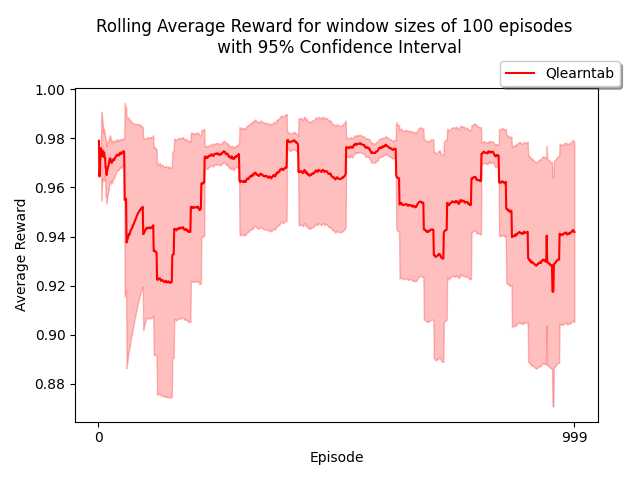 Rolling Average Reward for window sizes of 100 episodes
with 95% Confidence Interval
Qlearntab
1.00
0.98
0.96
0.94
0.92
0.90
0.88
Average Reward
0
999
Episode